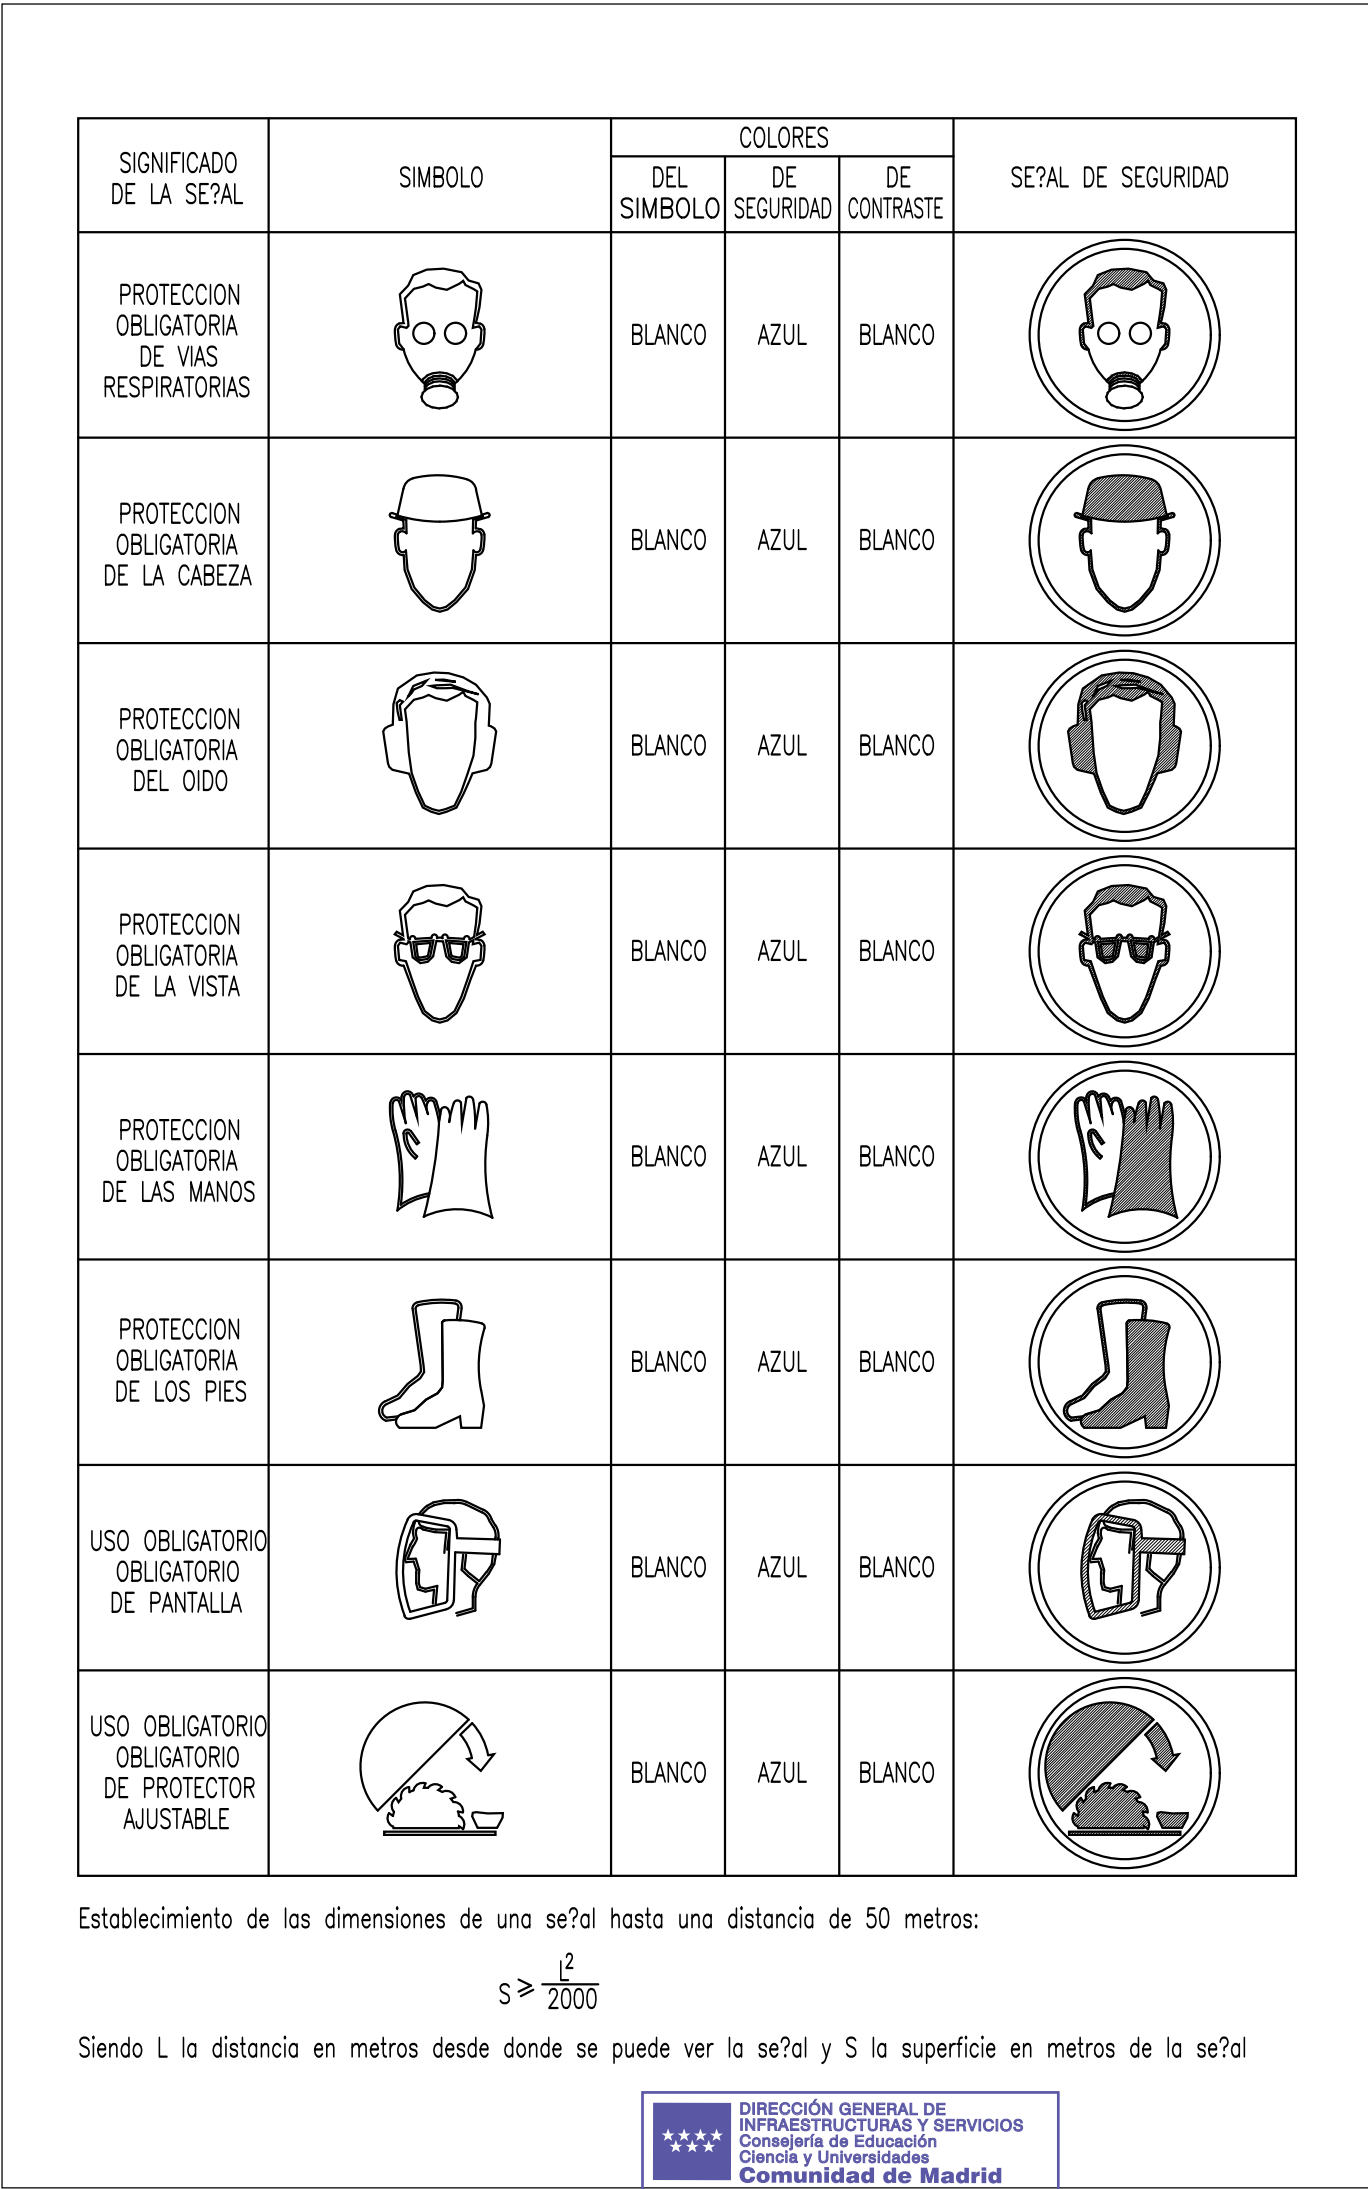 SIGNIFICADO
DE LA SE?AL
SIMBOLO
COLORES
DEL
SIMBOLO
DE
SEGURIDAD
DE
CONTRASTE
SE?AL DE SEGURIDAD
PROTECCION
OBLIGATORIA
DE VIAS
RESPIRATORIAS
BLANCO
AZUL
BLANCO
PROTECCION
OBLIGATORIA
DE LA CABEZA
BLANCO
AZUL
BLANCO
PROTECCION
OBLIGATORIA
DEL OIDO
BLANCO
AZUL
BLANCO
PROTECCION
OBLIGATORIA
DE LA VISTA
BLANCO
AZUL
BLANCO
PROTECCION
OBLIGATORIA
DE LAS MANOS
BLANCO
AZUL
BLANCO
PROTECCION
OBLIGATORIA
DE LOS PIES
BLANCO
AZUL
BLANCO
USO OBLIGATORIO
OBLIGATORIO
DE PANTALLA
BLANCO
AZUL
BLANCO
USO OBLIGATORIO
OBLIGATORIO
DE PROTECTOR
AJUSTABLE
BLANCO
AZUL
BLANCO
Establecimiento de las dimensiones de una se?al hasta una distancia de 50 metros:
S ⩾ L²
2000
Siendo L la distancia en metros desde donde se puede ver la se?al y S la superficie en metros de la se?al
DIRECCIÓN GENERAL DE
INFRAESTRUCTURAS Y SERVICIOS
Consejería de Educación
Ciencia y Universidades
Comunidad de Madrid